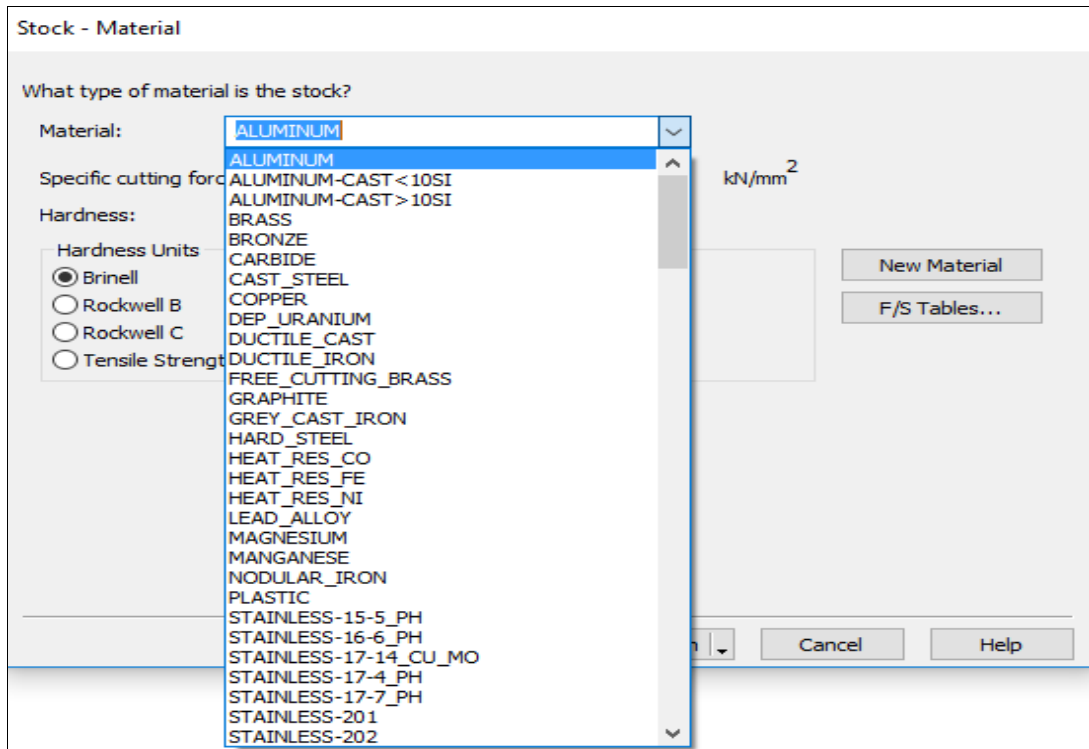 Stock - Material
What type of material is the stock?
Material:
ALUMINUM
ALUMINUM
Specific cutting forc
kN/mm2
ALUMINUM-CAST<10SI
ALUMINUM-CAST>10SI
Hardness:
BRASS
BRONZE
Hardness Units
CARBIDE
New Material
Brinell
CAST_STEEL
COPPER
Rockwell B
F/S Tables...
DEP_URANIUM
Rockwell C
DUCTILE_CAST
Tensile Strengt
DUCTILE_IRON
FREE_CUTTING_BRASS
GRAPHITE
GREY_CAST_IRON
HARD_STEEL
HEAT_RES_CO
HEAT_RES_FE
HEAT_RES_NI
LEAD_ALLOY
MAGNESIUM
MANGANESE
NODULAR_IRON
PLASTIC
STAINLESS-15-5_PH
STAINLESS-16-6_PH
STAINLESS-17-14_CU_MO
STAINLESS-17-4_PH
STAINLESS-17-7_PH
STAINLESS-201
STAINLESS-202
Cancel
Help